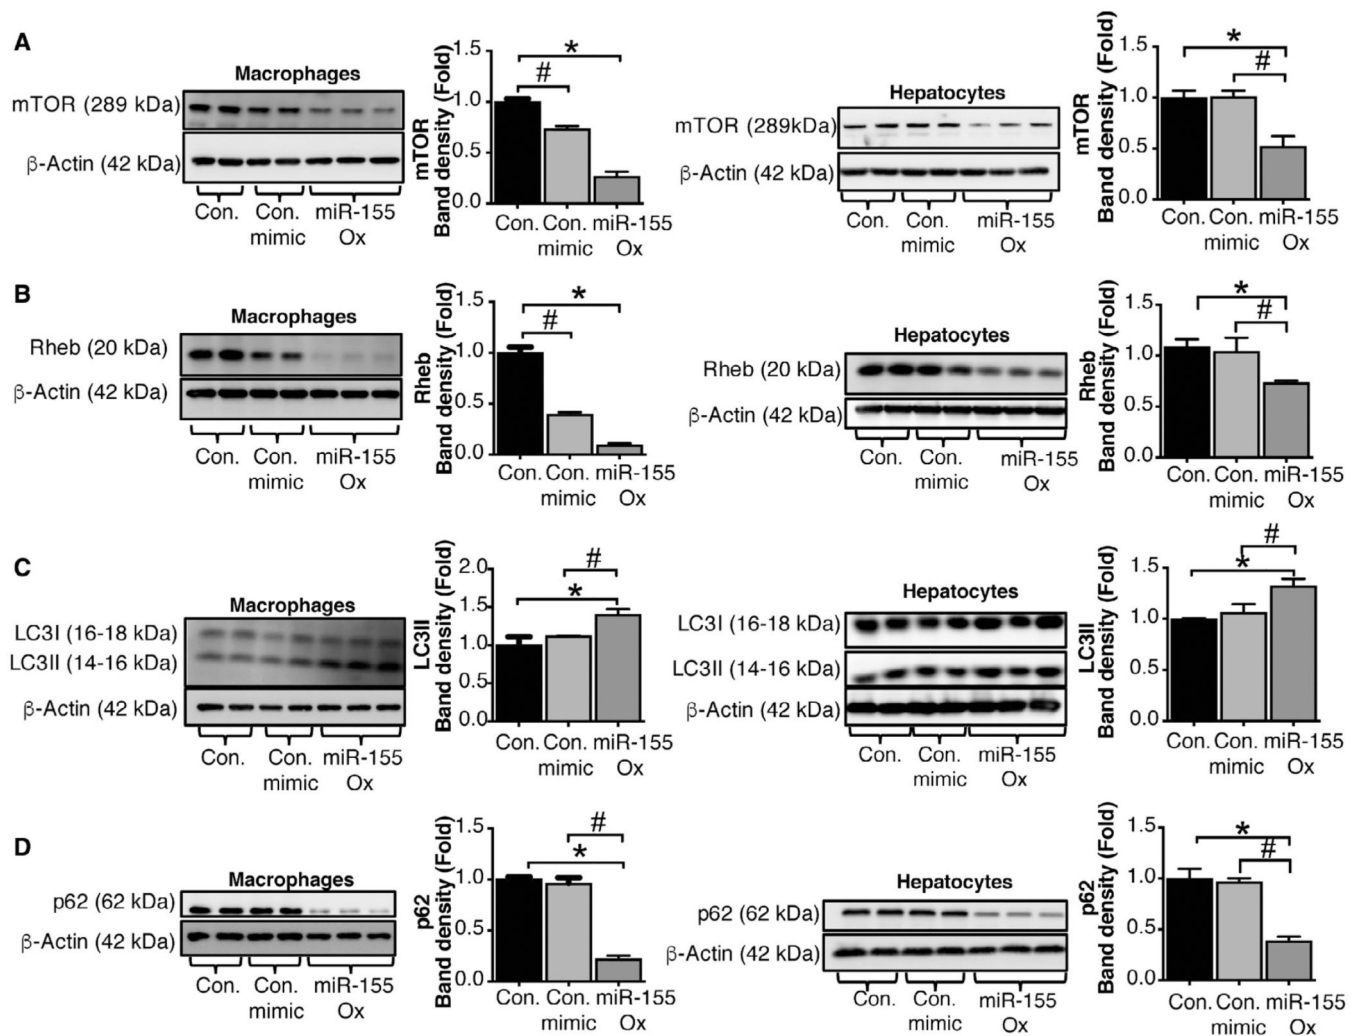 A
Macrophages
mTOR (289 kDa)
β-Actin (42 kDa)
Con. Con. miR-155
mimic Ox
mTOR
Band density (Fold)
1.5
1.0
0.5
0.0
*
#
Con. Con. miR-155
mimic Ox
Hepatocytes
mTOR (289kDa)
β-Actin (42 kDa)
Con. Con. miR-155
mimic Ox
mTOR
Band density (Fold)
1.5
1.0
0.5
0.0
*
#
Con. Con. miR-155
mimic Ox
B
Macrophages
Rheb (20 kDa)
β-Actin (42 kDa)
Con. Con. miR-155
mimic Ox
Rheb
Band density (Fold)
1.5
1.0
0.5
0.0
*
#
Con. Con. miR-155
mimic Ox
Hepatocytes
Rheb (20 kDa)
β-Actin (42 kDa)
Con. Con. miR-155
mimic Ox
Rheb
Band density (Fold)
1.5
1.0
0.5
0.0
*
#
Con. Con. miR-155
mimic Ox
C
Macrophages
LC3I (16-18 kDa)
LC3II (14-16 kDa)
β-Actin (42 kDa)
Con. Con. miR-155
mimic Ox
LC3II
Band density (Fold)
2.0
1.5
1.0
0.5
0.0
#
*
Con. Con. miR-155
mimic Ox
Hepatocytes
LC3I (16-18 kDa)
LC3II (14-16 kDa)
β-Actin (42 kDa)
Con. Con. miR-155
mimic Ox
LC3II
Band density (Fold)
1.5
1.0
0.5
0.0
#
*
Con. Con. miR-155
mimic Ox
D
Macrophages
p62 (62 kDa)
β-Actin (42 kDa)
Con. Con. miR-155
mimic Ox
p62
Band density (Fold)
1.5
1.0
0.5
0.0
#
*
Con. Con. miR-155
mimic Ox
Hepatocytes
p62 (62 kDa)
β-Actin (42 kDa)
Con. Con. miR-155
mimic Ox
p62
Band density (Fold)
1.5
1.0
0.5
0.0
*
#
Con. Con. miR-155
mimic Ox